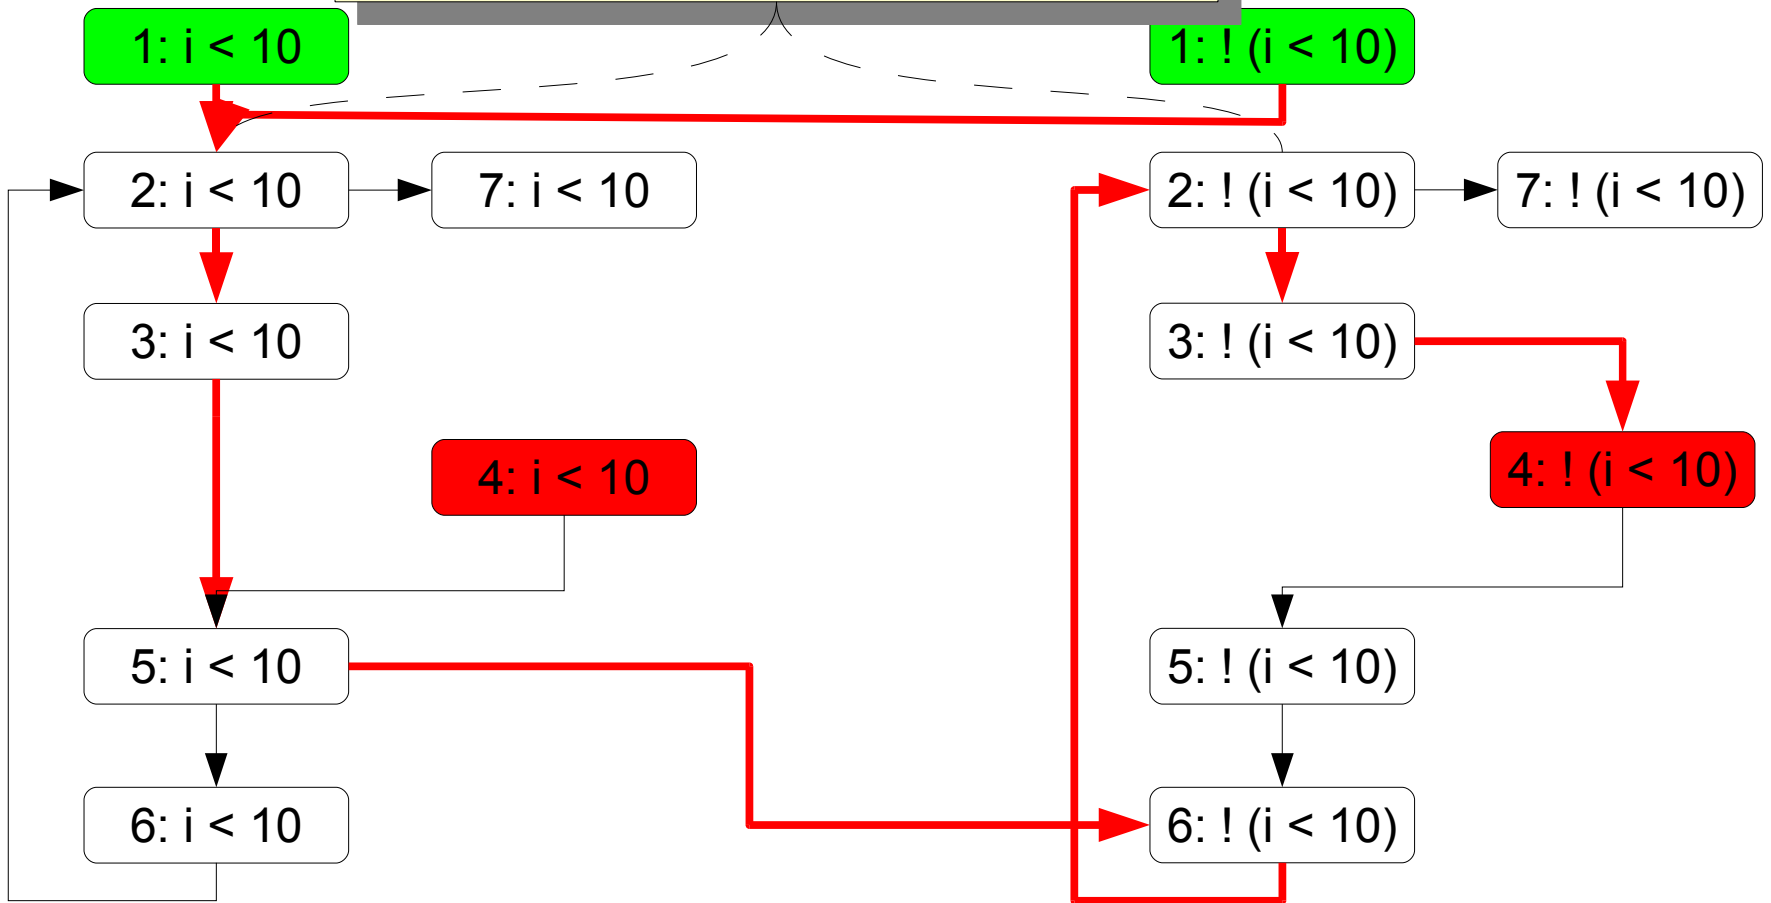 1: i < 10
1: ! (i < 10)
2: i < 10
7: i < 10
2: ! (i < 10)
7: ! (i < 10)
3: i < 10
3: ! (i < 10)
4: i < 10
4: ! (i < 10)
5: i < 10
5: ! (i < 10)
6: i < 10
6: ! (i < 10)